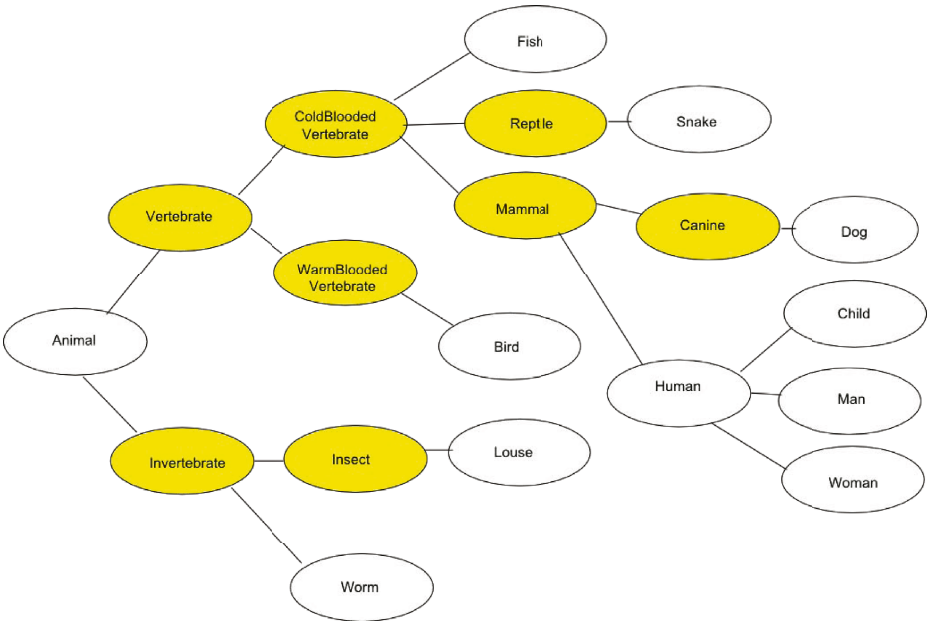 Fish
ColdBlooded
Vertebrate
Reptile
Snake
Mammal
Vertebrate
Canine
Dog
WarmBlooded
Vertebrate
Child
Animal
Bird
Human
Man
Louse
Invertebrate
Insect
Woman
Worm